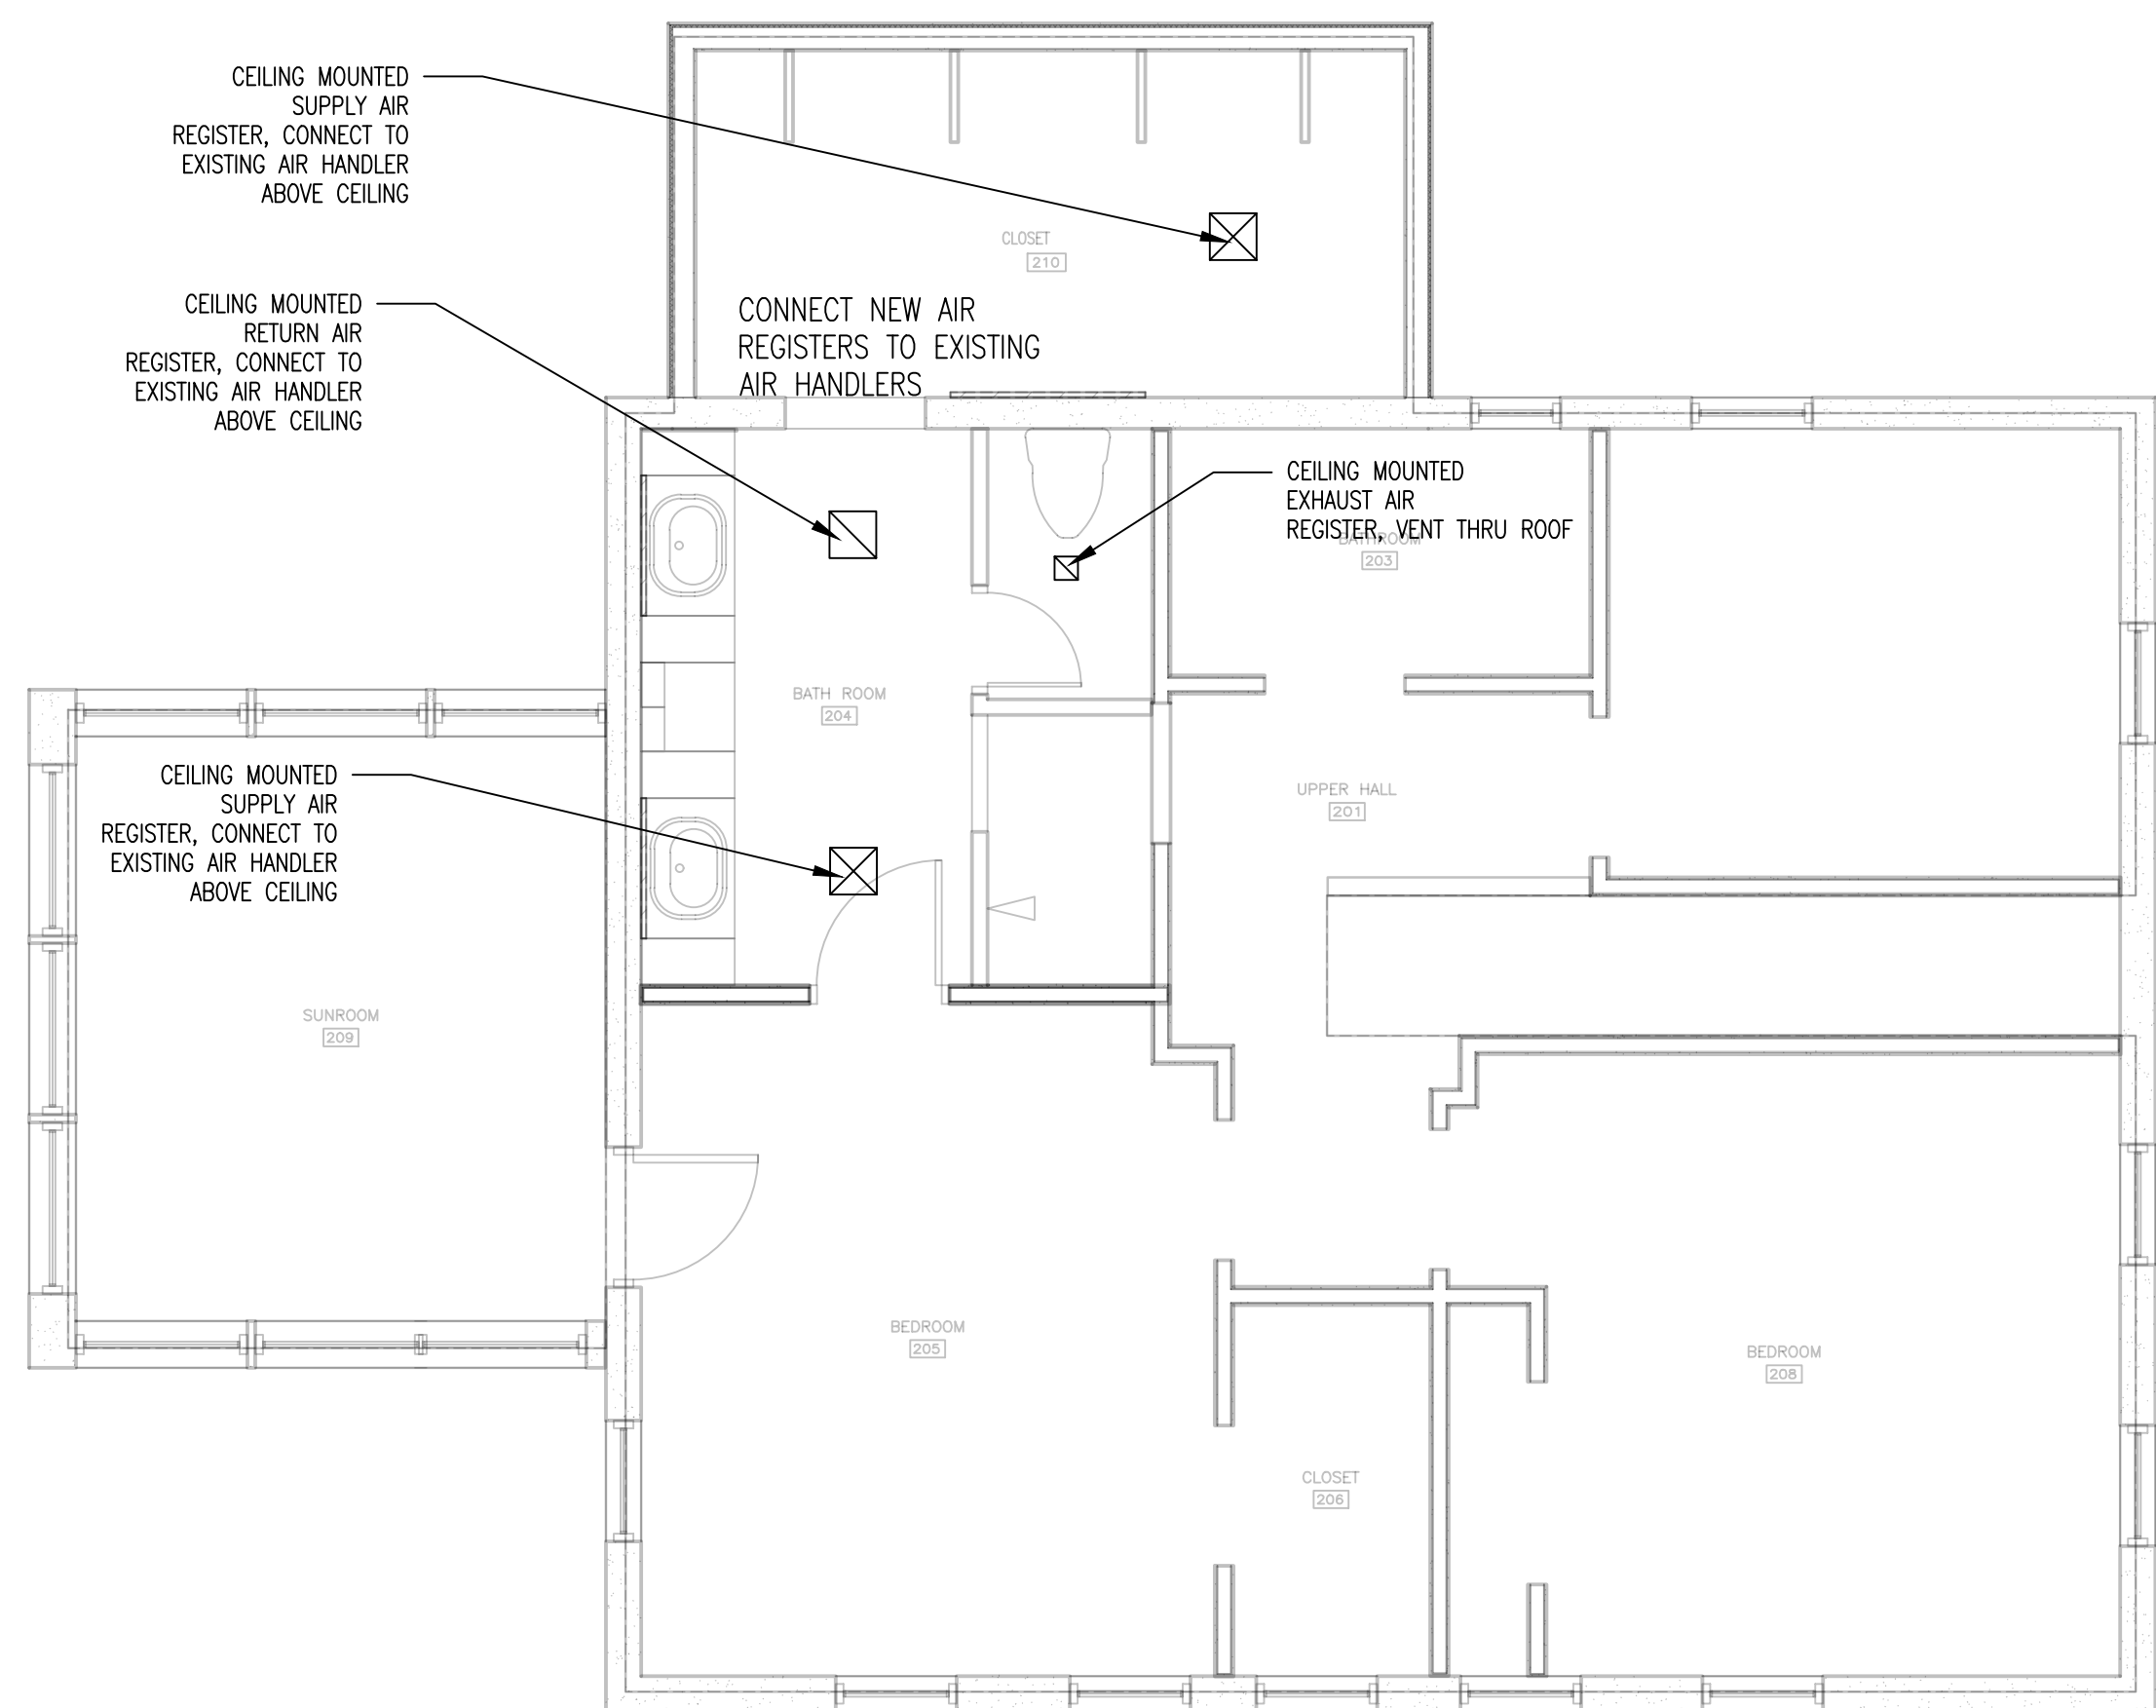 CEILING MOUNTED
SUPPLY AIR
REGISTER, CONNECT TO
EXISTING AIR HANDLER
ABOVE CEILING
CLOSET
210
CEILING MOUNTED
RETURN AIR
REGISTER, CONNECT TO
EXISTING AIR HANDLER
ABOVE CEILING
CONNECT NEW AIR
REGISTERS TO EXISTING
AIR HANDLERS
CEILING MOUNTED
EXHAUST AIR
REGISTER, VENT THRU ROOF
BATHROOM
203
BATH ROOM
204
CEILING MOUNTED
SUPPLY AIR
REGISTER, CONNECT TO
EXISTING AIR HANDLER
ABOVE CEILING
UPPER HALL
201
SUNROOM
209
BEDROOM
205
BEDROOM
208
CLOSET
206